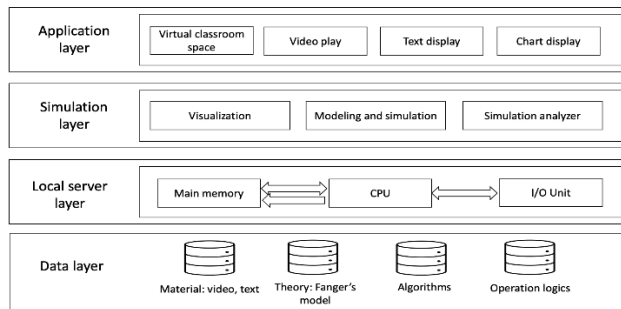 Application
layer
Virtual classroom
space
Video play
Text display
Chart display
Simulation
layer
Visualization
Modeling and simulation
Simulation analyzer
Local server
layer
Main memory
CPU
I/O Unit
Data layer
Material: video, text
Theory: Fanger's
model
Algorithms
Operation logics